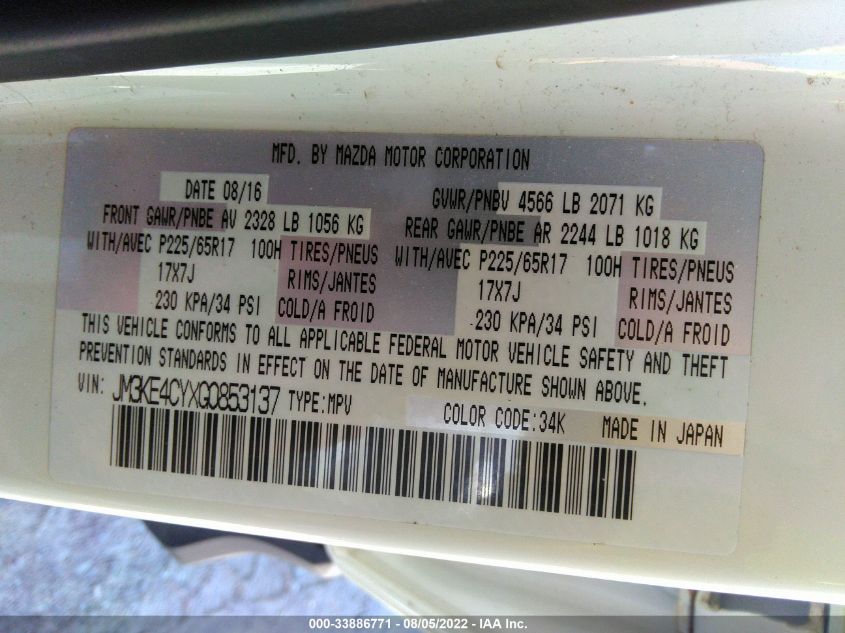 MFD. BY MAZDA MOTOR CORPORATION
DATE 08/16
GVWR/PNBV 4566 LB 2071 KG
FRONT GAWR/PNBE AV 2328 LB 1056 KG
REAR GAWR/PNBE AR 2244 LB 1018 KG
WITH/AVEC P225/65R17 100H TIRES/PNEUS
WITH/AVEC P225/65R17 100H TIRES/PNEUS
17X7J RIMS/JANTES
17X7J RIMS/JANTES
230 KPA/34 PSI COLD/A FROID
230 KPA/34 PSI COLD/A FROID
THIS VEHICLE CONFORMS TO ALL APPLICABLE FEDERAL MOTOR VEHICLE SAFETY AND THEFT
PREVENTION STANDARDS IN EFFECT ON THE DATE OF MANUFACTURE SHOWN ABOVE.
VIN: JM3KE4CYXG0853137 TYPE:MPV
COLOR CODE:34K MADE IN JAPAN
000-33886771 - 08/05/2022 - IAA Inc.